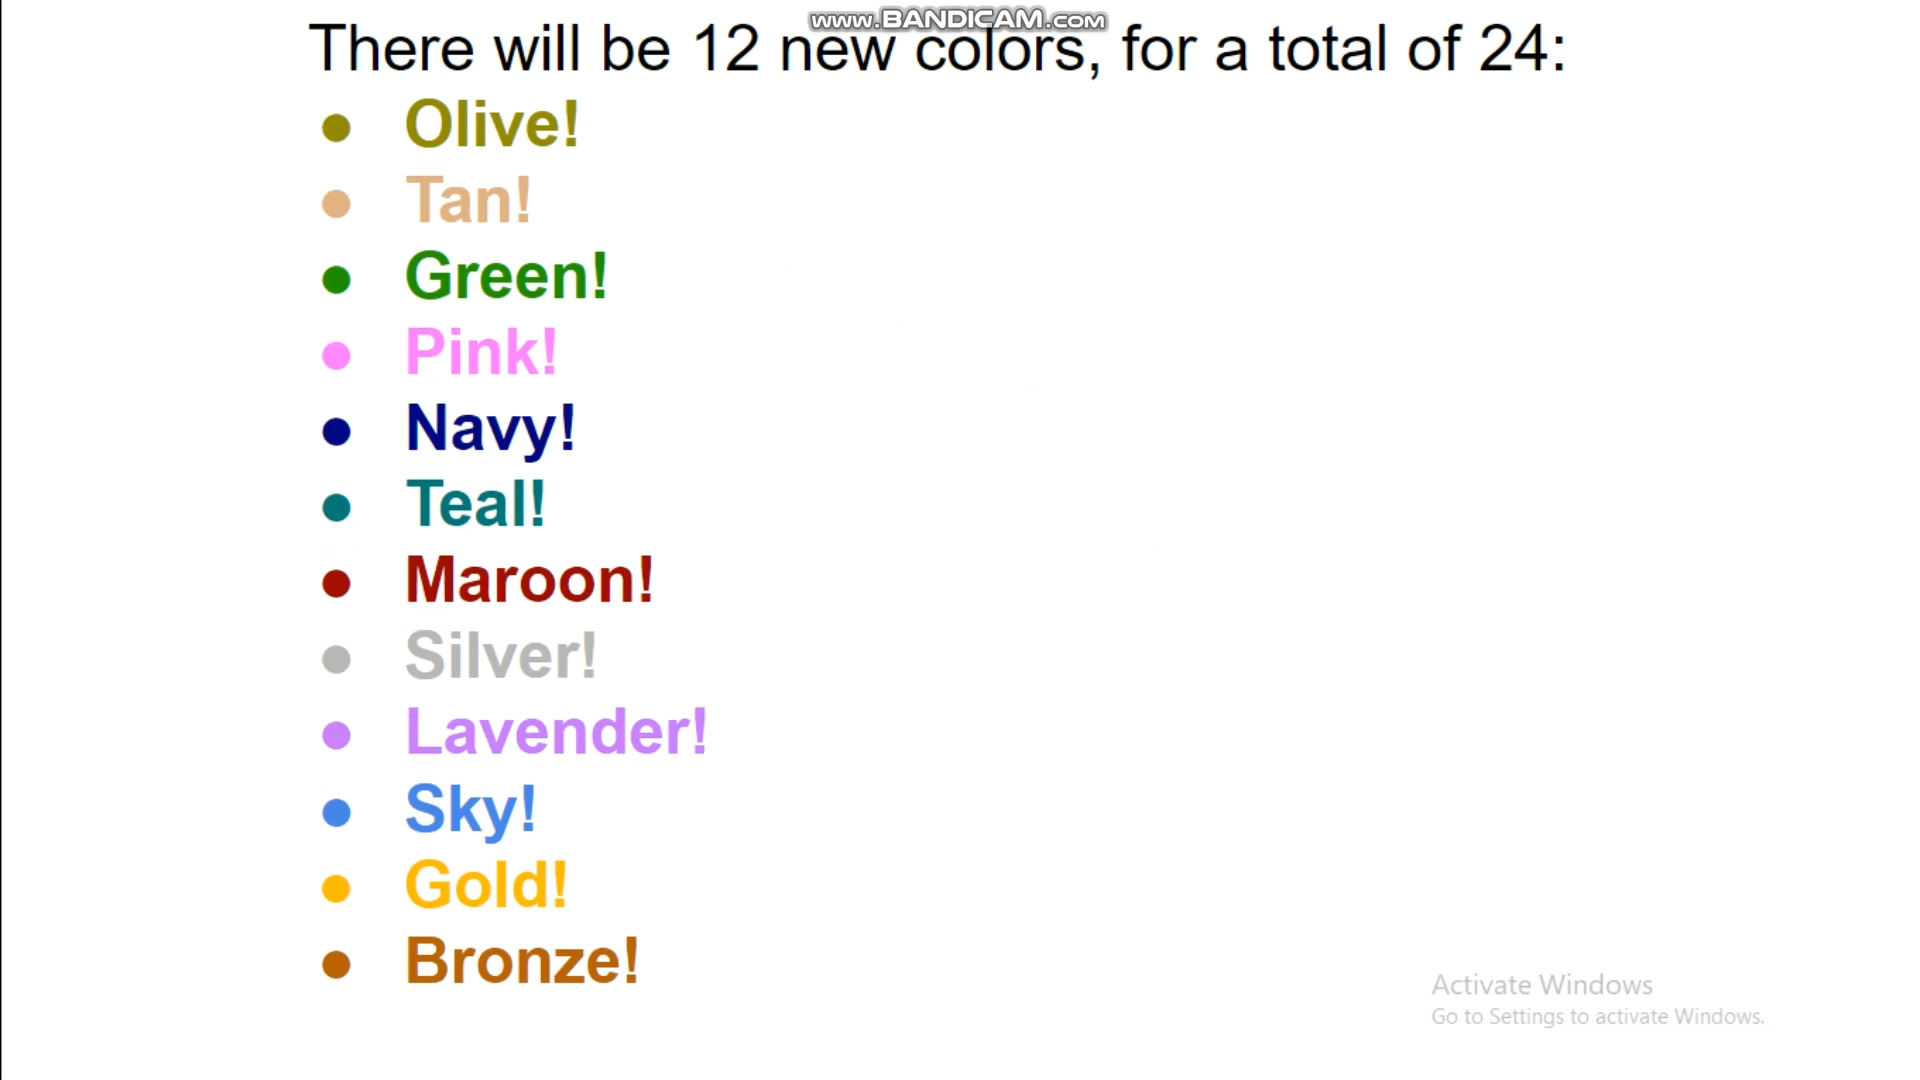 www.BANDICAM.com
There will be 12 new colors, for a total of 24:
● Olive!
● Tan!
● Green!
● Pink!
● Navy!
● Teal!
● Maroon!
● Silver!
● Lavender!
● Sky!
● Gold!
● Bronze!
Activate Windows
Go to Settings to activate Windows.